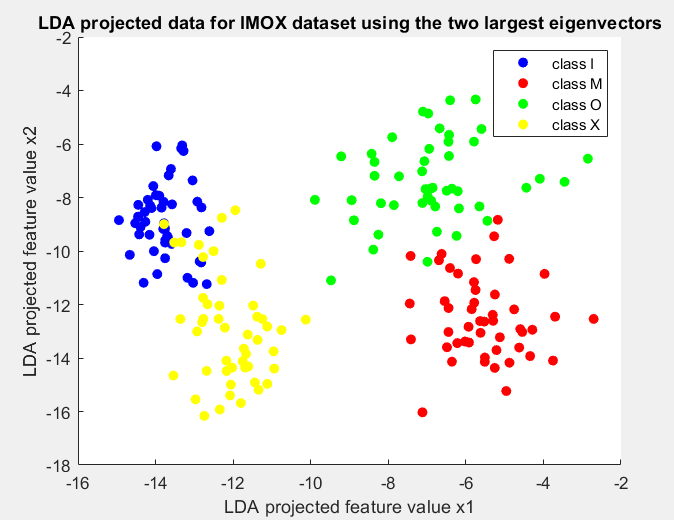 LDA projected data for IMOX dataset using the two largest eigenvectors
-2
-4
-6
-8
-10
-12
-14
-16
-18
LDA projected feature value x2
class I
class M
class O
class X
-16 -14 -12 -10 -8 -6 -4 -2
LDA projected feature value x1